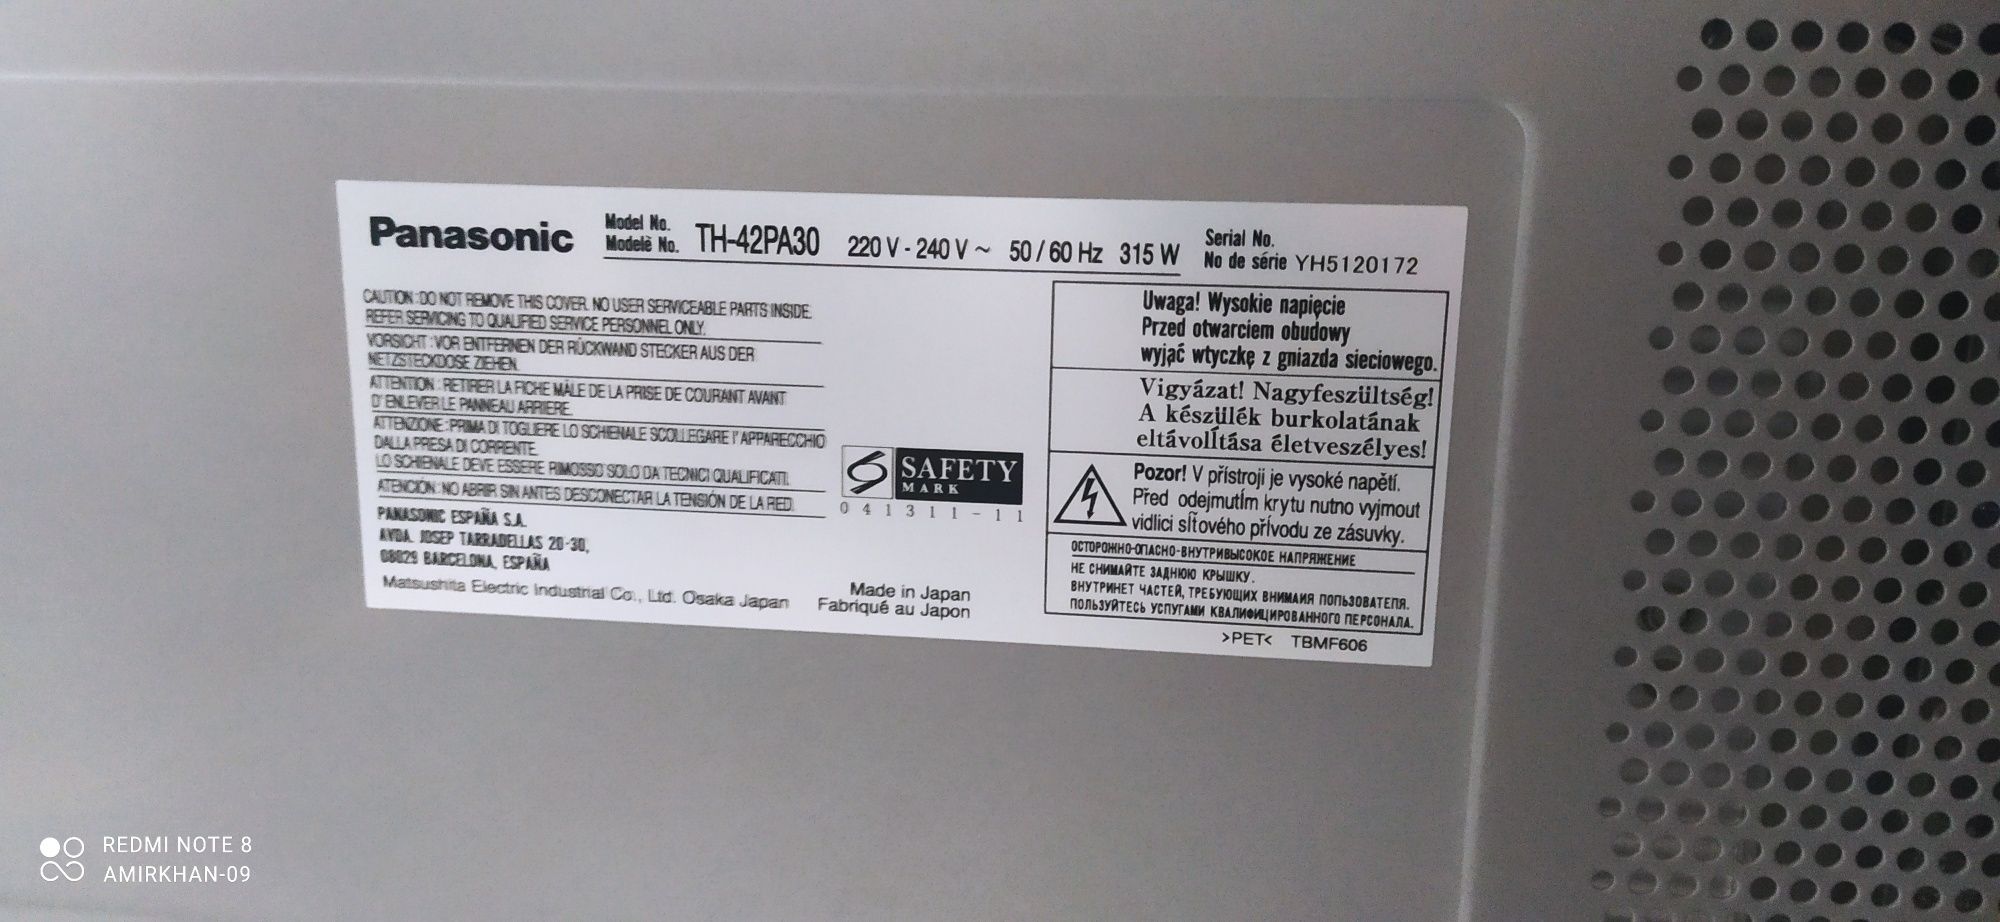 Panasonic
Model No.
Modelè No.
TH-42PA30
220 V - 240 V ~ 50 / 60 Hz 315 W
Serial No.
No de série YH5120172
CAUTION : DO NOT REMOVE THIS COVER. NO USER SERVICEABLE PARTS INSIDE.
REFER SERVICING TO QUALIFIED SERVICE PERSONNEL ONLY.
VORSICHT : VOR ENTFERNEN DER RÜCKWAND STECKER AUS DER
NETZSTECKDOSE ZIEHEN.
ATTENTION : RETIRER LA FICHE MÂLE DE LA PRISE DE COURANT AVANT
D' ENLEVER LE PANNEAU ARRIERE.
ATTENZIONE : PRIMA DI TOGLIERE LO SCHIENALE SCOLLEGARE I' APPARECCHIO
DALLA PRESA DI CORRENTE.
LO SCHIENALE DEVE ESSERE RIMOSSO SOLO DA TECNICI QUALIFICATI.
ATENCIÓN : NO ABRIR SIN ANTES DESCONECTAR LA TENSIÓN DE LA RED.
PANASONIC ESPAÑA S.A.
AVDA. JOSEP TARRADELLAS 20-30,
08029 BARCELONA, ESPAÑA
Matsushita Electric Industrial Co., Ltd. Osaka Japan
SAFETY
MARK
041311-11
Made in Japan
Fabriqué au Japon
Uwaga! Wysokie napięcie
Przed otwarciem obudowy
wyjąć wtyczkę z gniazda sieciowego.
Vigyázat! Nagyfeszültség!
A készülék burkolatának
eltávolítása életveszélyes!
Pozor! V přístroji je vysoké napětí.
Před odejmutím krytu nutno vyjmout
vidlici síťového přívodu ze zásuvky.
ОСТОРОЖНО-ОПАСНО-ВНУТРИВЫСОКОЕ НАПРЯЖЕНИЕ
НЕ СНИМАЙТЕ ЗАДНЮЮ КРЫШКУ.
ВНУТРИНЕТ ЧАСТЕЙ, ТРЕБУЮЩИХ ВНИМАИЯ ПОПЬЗОВАТЕПЯ.
ПОЛЬЗУЙТЕСЬ УСПУГАМИ КВАЛИФИЦИРОВАННОГО ПЕРСОНАЛА.
>PET< TBMF606
REDMI NOTE 8
AMIRKHAN-09